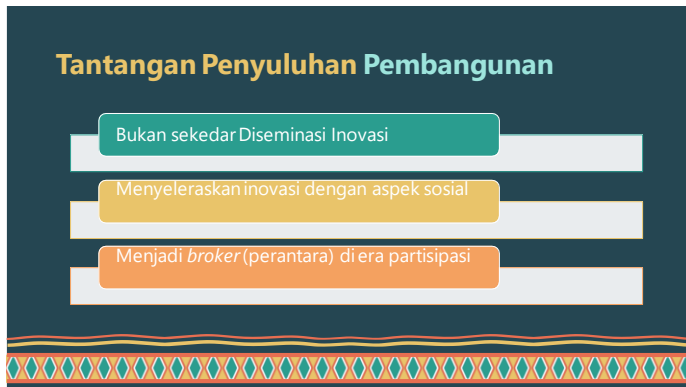 Tantangan Penyuluhan Pembangunan
Bukan sekedar Diseminasi Inovasi
Menyeleraskan inovasi dengan aspek sosial
Menjadi broker (perantara) di era partisipasi